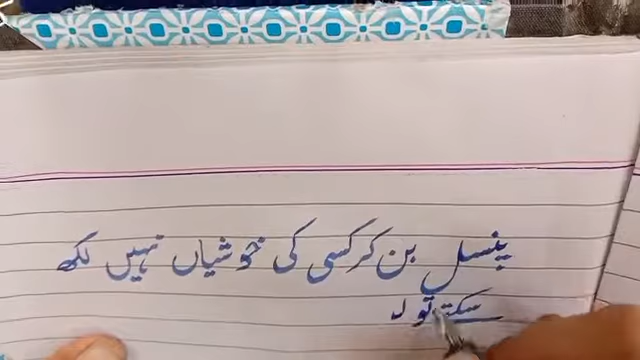 پنسل بن کر کسی کی خوشیاں نہیں لکھ
سکتے تو